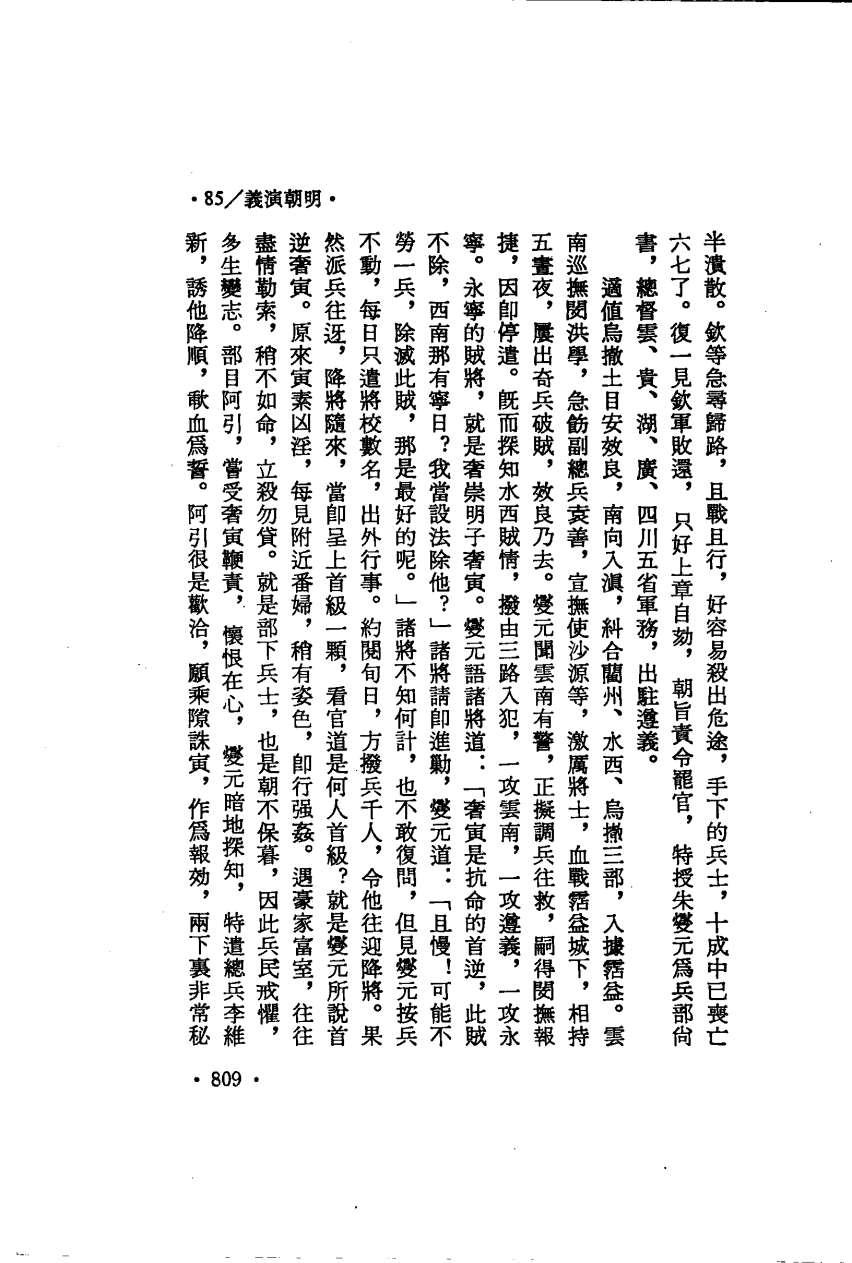 ·85╱義演朝明·
半潰散。欽等急尋歸路，且戰且行，好容易殺出危途，手下的兵士，十成中已喪亡
六七了。復一見欽軍敗還，只好上章自劾，朝旨責令罷官，特授朱燮元爲兵部尙
書，總督雲、貴、湖、廣、四川五省軍務，出駐遵義。
適值烏撤土目安效良，南向入滇，糾合藺州、水西、烏撤三部，入據霑益。雲
南巡撫閔洪學，急飭副總兵袁善，宣撫使沙源等，激厲將士，血戰霑益城下，相持
五晝夜，屢出奇兵破賊，效良乃去。燮元聞雲南有警，正擬調兵往救，嗣得閔撫報
捷，因卽停遣。旣而探知水西賊情，撥由三路入犯，一攻雲南，一攻遵義，一攻永
寧。永寧的賊將，就是奢崇明子奢寅。燮元語諸將道：「奢寅是抗命的首逆，此賊
不除，西南那有寧日？我當設法除他？」諸將請卽進勦，燮元道：「且慢！可能不
勞一兵，除滅此賊，那是最好的呢。」諸將不知何計，也不敢復問，但見燮元按兵
不動，每日只遣將校數名，出外行事。約閱旬日，方撥兵千人，令他往迎降將。果
然派兵往迓，降將隨來，當卽呈上首級一顆，看官道是何人首級？就是燮元所說首
逆奢寅。原來寅素凶淫，每見附近番婦，稍有姿色，卽行强姦。遇豪家富室，往往
盡情勒索，稍不如命，立殺勿貸。就是部下兵士，也是朝不保暮，因此兵民戒懼，
多生變志。部目阿引，嘗受奢寅鞭責，懷恨在心，燮元暗地探知，特遣總兵李維
新，誘他降順，歃血爲誓。阿引很是歡洽，願乘隙誅寅，作爲報効，兩下裏非常秘
·809·